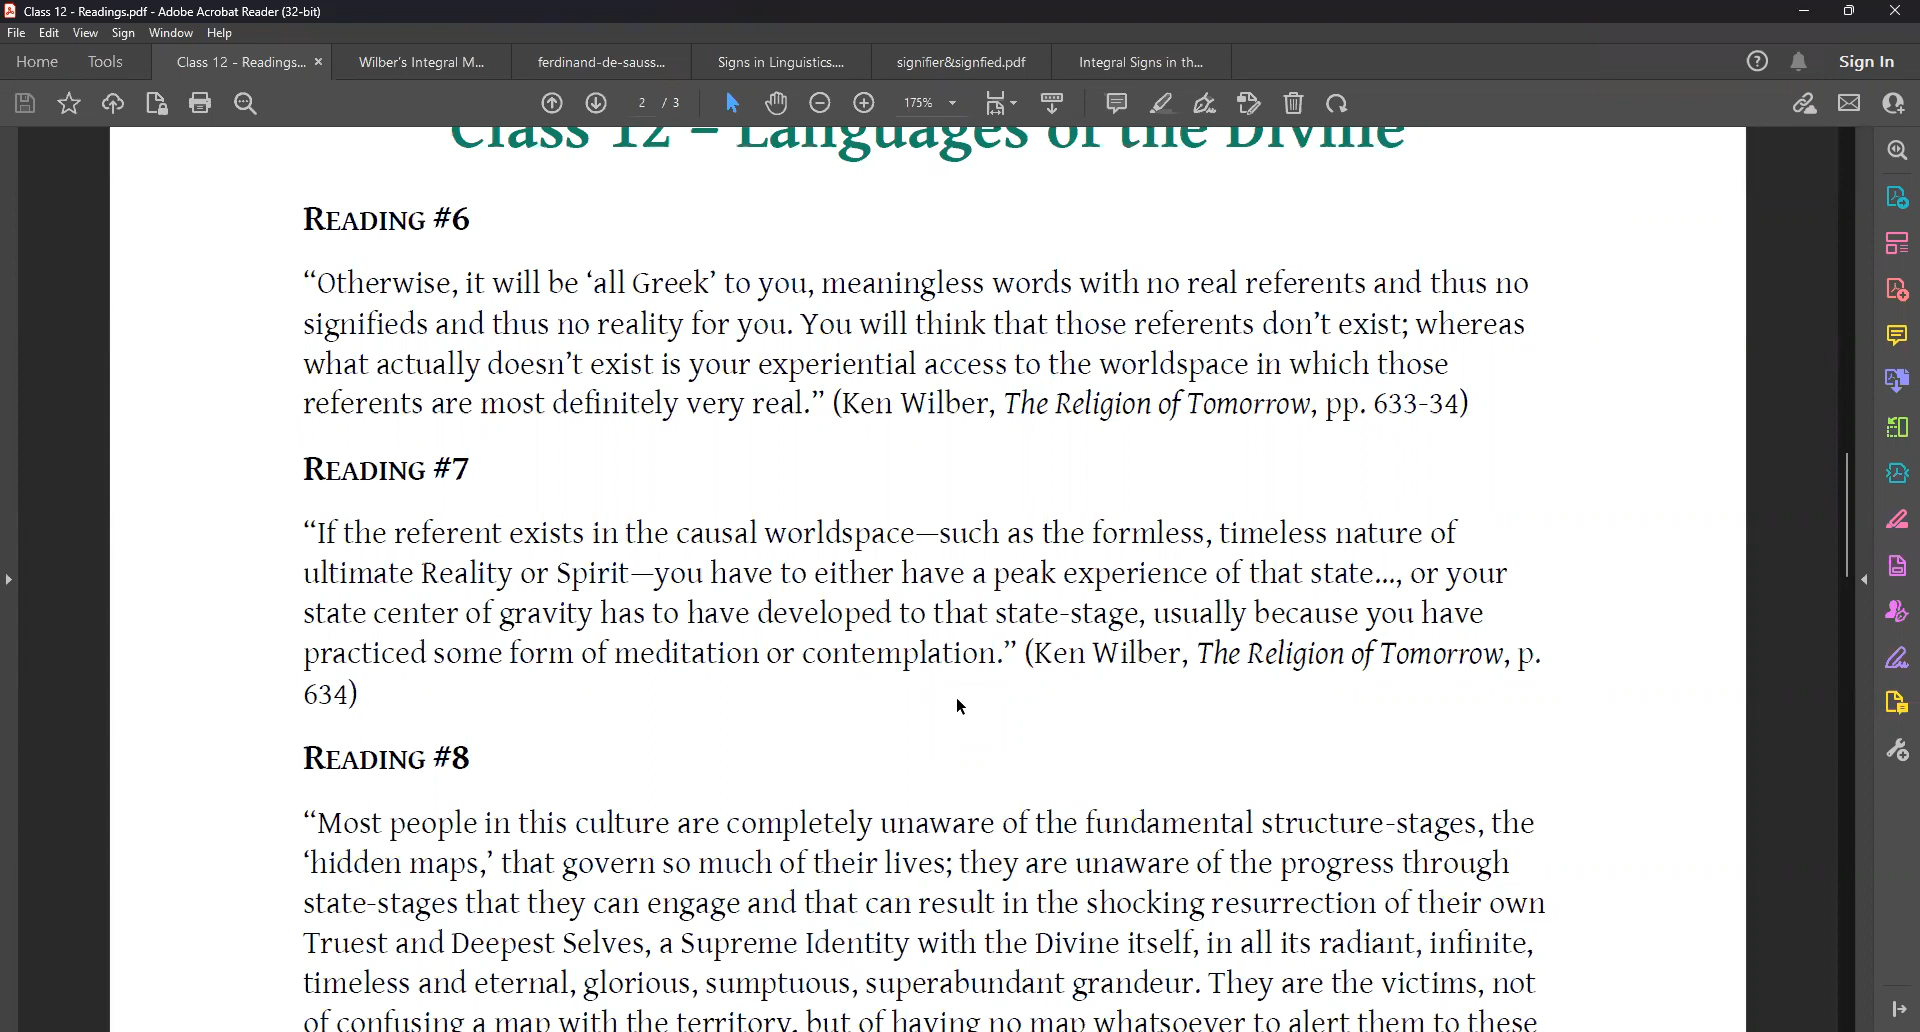 Class 12 - Readings.pdf - Adobe Acrobat Reader (32-bit)
File Edit View Sign Window Help
Home Tools Class 12 - Readings... × Wilber's Integral M... ferdinand-de-sauss... Signs in Linguistics.... signifier&signfied.pdf Integral Signs in th... Sign In
2 / 3 175%
Class 12 – Languages of the Divine
READING #6
“Otherwise, it will be ‘all Greek’ to you, meaningless words with no real referents and thus no
signifieds and thus no reality for you. You will think that those referents don’t exist; whereas
what actually doesn’t exist is your experiential access to the worldspace in which those
referents are most definitely very real.” (Ken Wilber, The Religion of Tomorrow, pp. 633-34)
READING #7
“If the referent exists in the causal worldspace—such as the formless, timeless nature of
ultimate Reality or Spirit—you have to either have a peak experience of that state..., or your
state center of gravity has to have developed to that state-stage, usually because you have
practiced some form of meditation or contemplation.” (Ken Wilber, The Religion of Tomorrow, p.
634)
READING #8
“Most people in this culture are completely unaware of the fundamental structure-stages, the
‘hidden maps,’ that govern so much of their lives; they are unaware of the progress through
state-stages that they can engage and that can result in the shocking resurrection of their own
Truest and Deepest Selves, a Supreme Identity with the Divine itself, in all its radiant, infinite,
timeless and eternal, glorious, sumptuous, superabundant grandeur. They are the victims, not
of confusing a map with the territory, but of having no map whatsoever to alert them to these